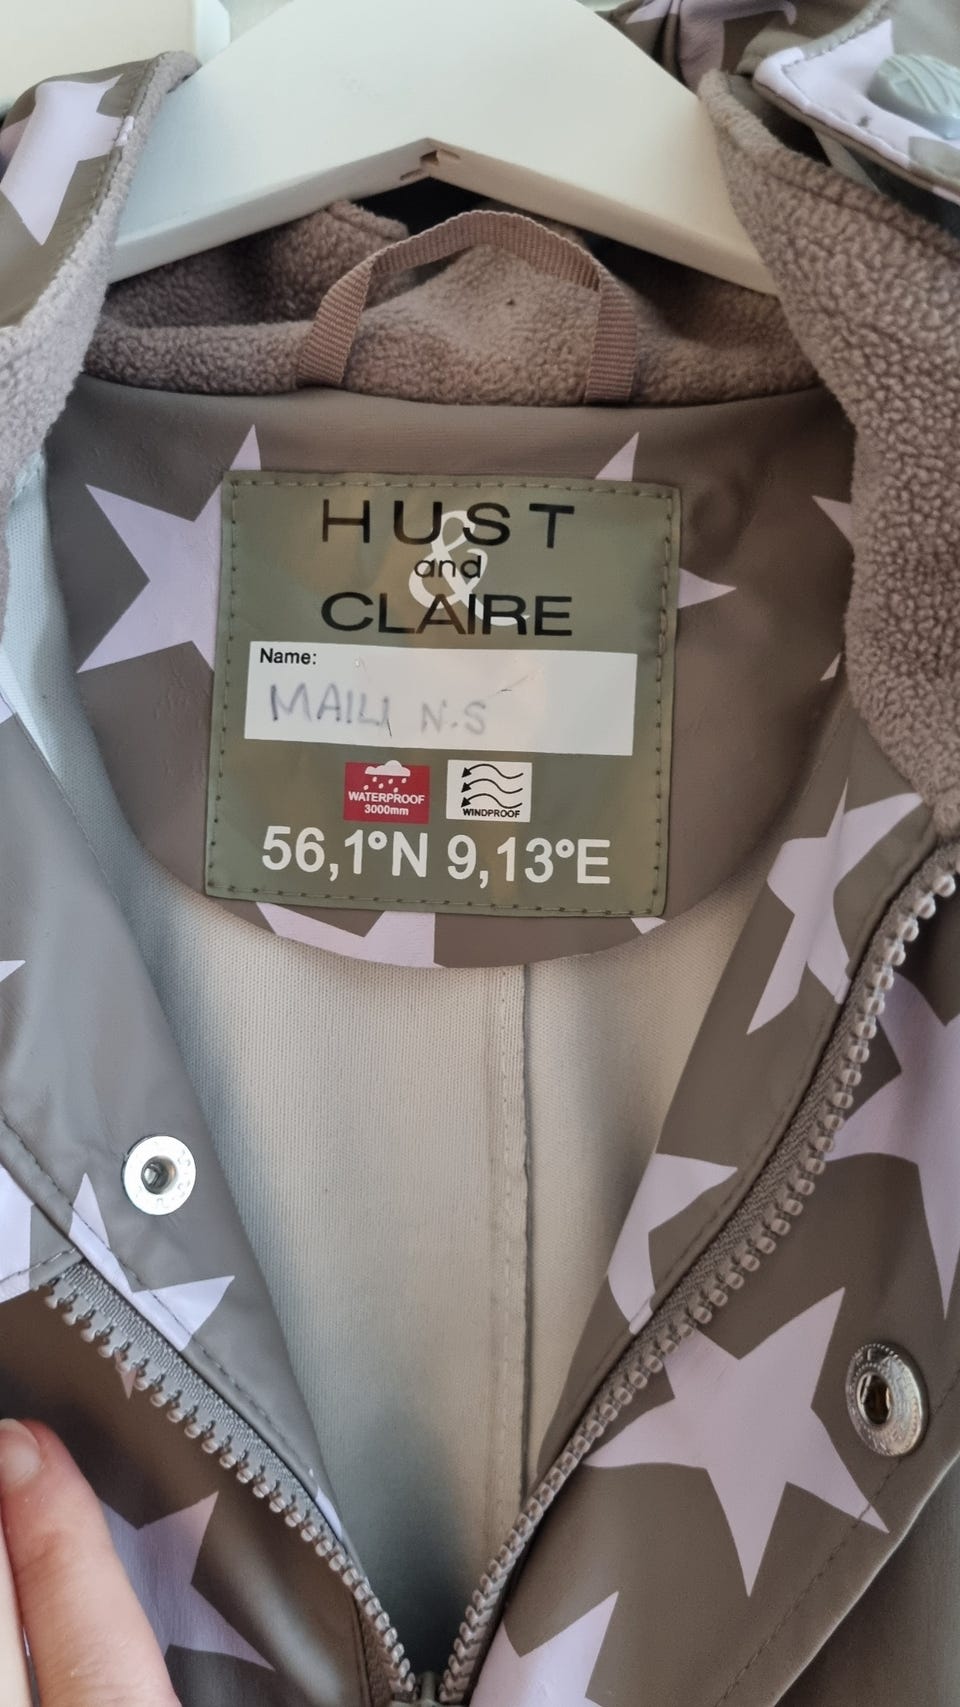 HUST
&
and
CLAIRE
Name:
MAILI N.S
WATERPROOF
3000mm
WINDPROOF
56,1°N 9,13°E